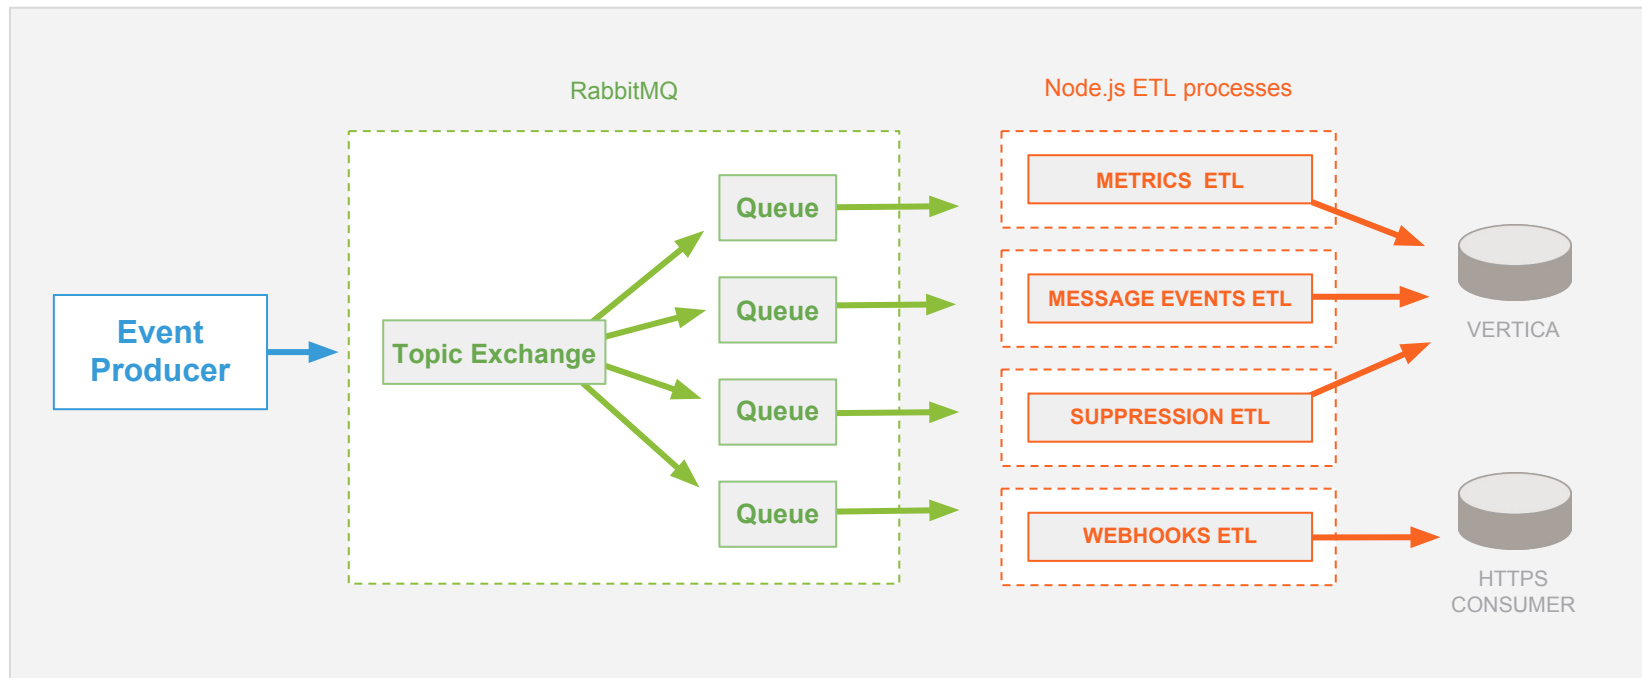 RabbitMQ
Node.js ETL processes
Event
Producer
Topic Exchange
Queue
Queue
Queue
Queue
METRICS  ETL
MESSAGE EVENTS ETL
SUPPRESSION ETL
WEBHOOKS ETL
VERTICA
HTTPS
CONSUMER